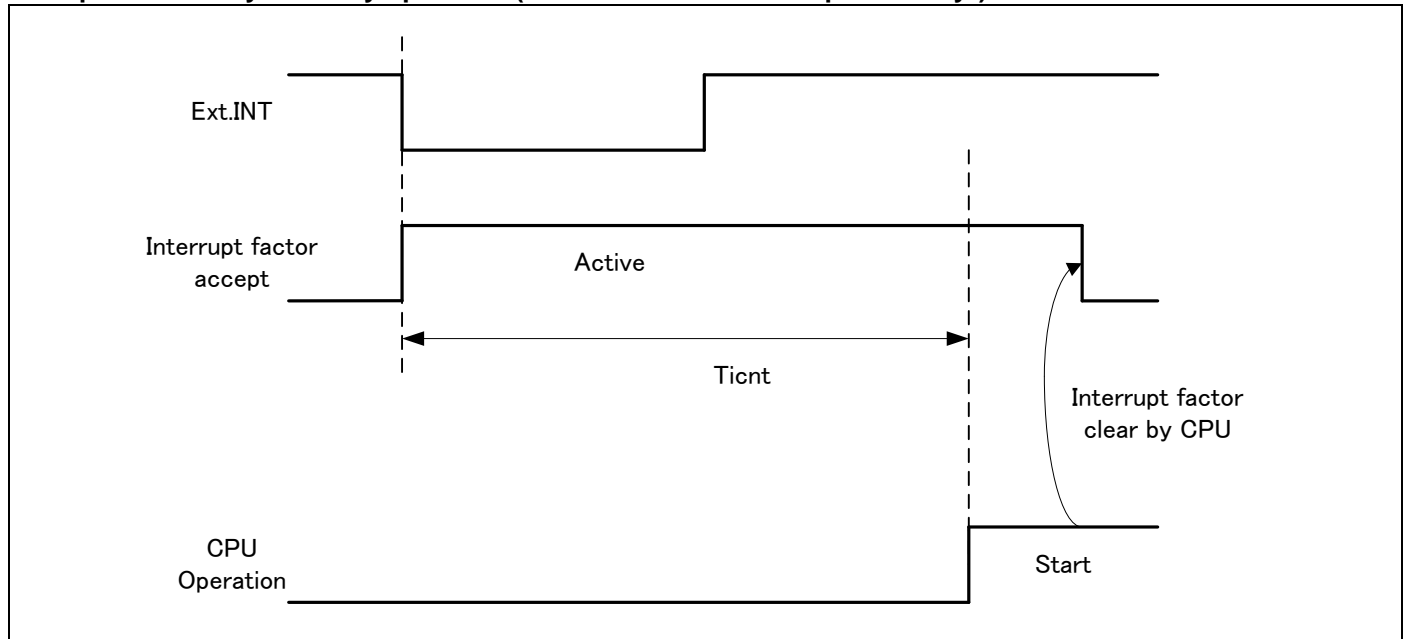 Ext.INT
Interrupt factor
accept
Active
Ticnt
Interrupt factor
clear by CPU
CPU
Operation
Start